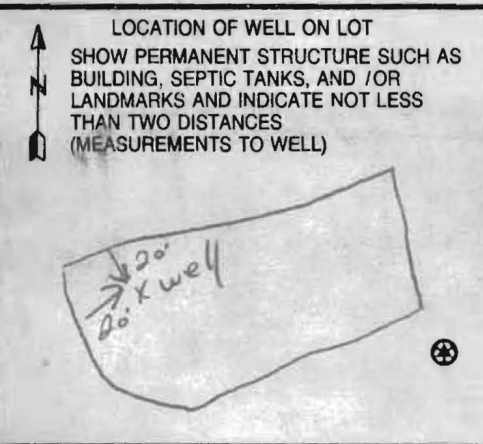 LOCATION OF WELL ON LOT
SHOW PERMANENT STRUCTURE SUCH AS
BUILDING, SEPTIC TANKS, AND /OR
LANDMARKS AND INDICATE NOT LESS
THAN TWO DISTANCES
(MEASUREMENTS TO WELL)
N
20'
X well
20'